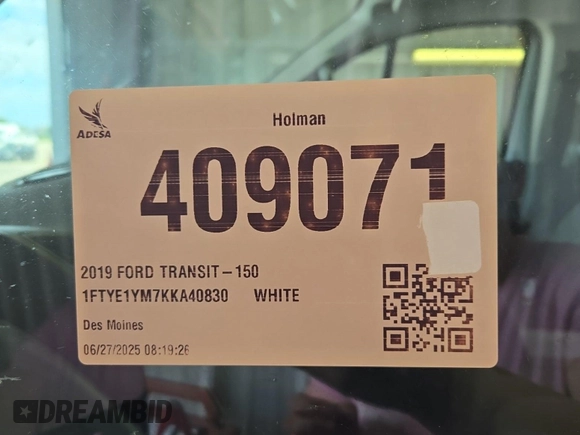 ADESA
Holman
409071
2019 FORD TRANSIT-150
1FTYE1YM7KKA40830 WHITE
Des Moines
06/27/2025 08:19:26
DREAMBID